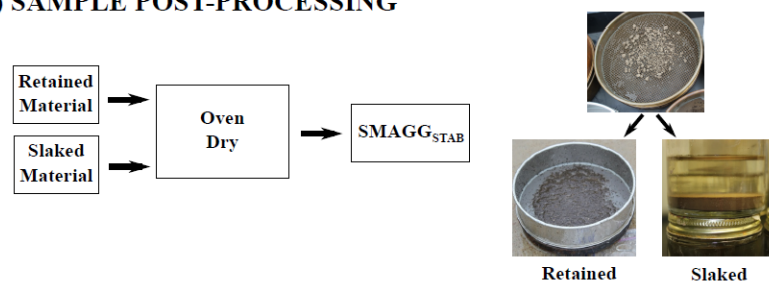 ) SAMPLE POST-PROCESSING
Retained
Material
Slaked
Material
Oven
Dry
SMAGGSTAB
Retained
Slaked